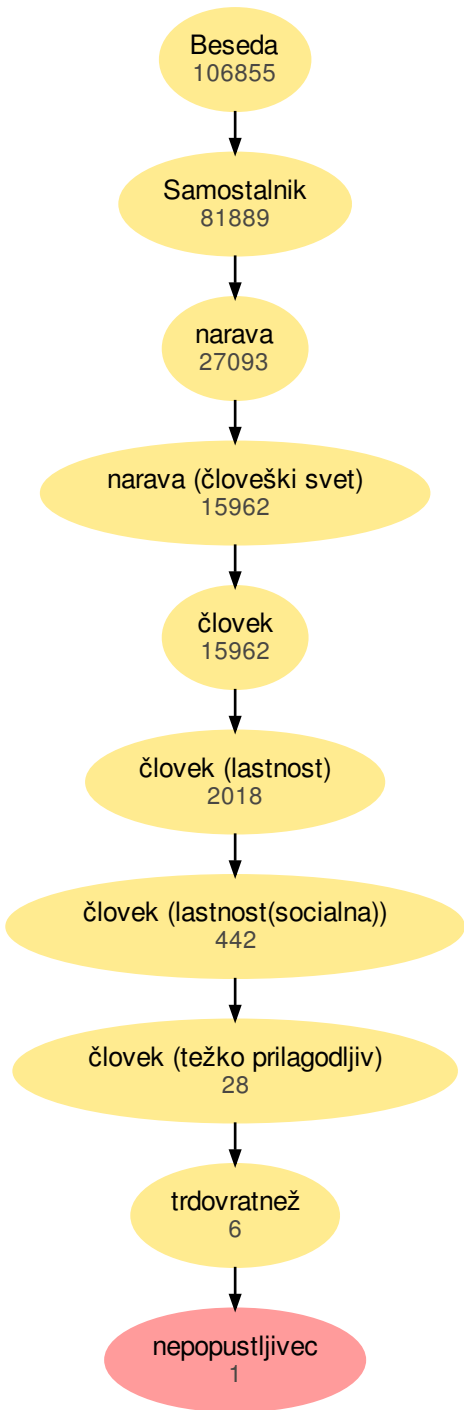 Beseda
106855
Samostalnik
81889
narava
27093
narava (človeški svet)
15962
človek
15962
človek (lastnost)
2018
človek (lastnost(socialna))
442
človek (težko prilagodljiv)
28
trdovratnež
6
nepopustljivec
1